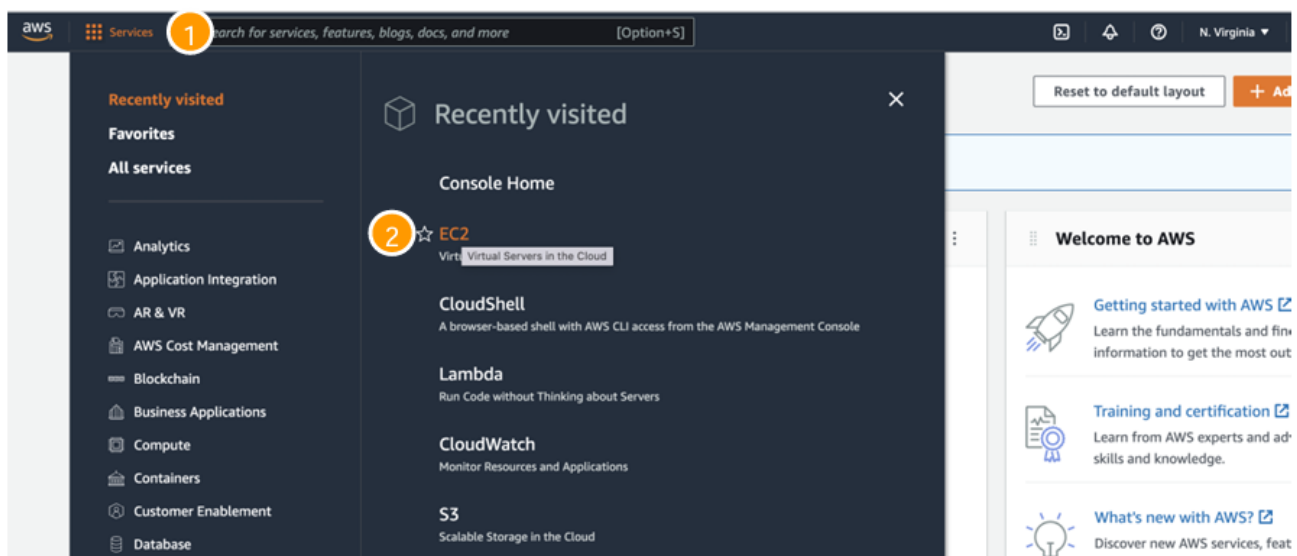 aws
Services
1
earch for services, features, blogs, docs, and more
[Option+S]
N. Virginia
Recently visited
Favorites
All services
Analytics
Application Integration
AR & VR
AWS Cost Management
Blockchain
Business Applications
Compute
Containers
Customer Enablement
Database
Recently visited
Console Home
2
EC2
Virtual Servers in the Cloud
CloudShell
A browser-based shell with AWS CLI access from the AWS Management Console
Lambda
Run Code without Thinking about Servers
CloudWatch
Monitor Resources and Applications
S3
Scalable Storage in the Cloud
Reset to default layout
+ Ad
Welcome to AWS
Getting started with AWS
Learn the fundamentals and fin
information to get the most out
Training and certification
Learn from AWS experts and ad
skills and knowledge.
What's new with AWS?
Discover new AWS services, feat